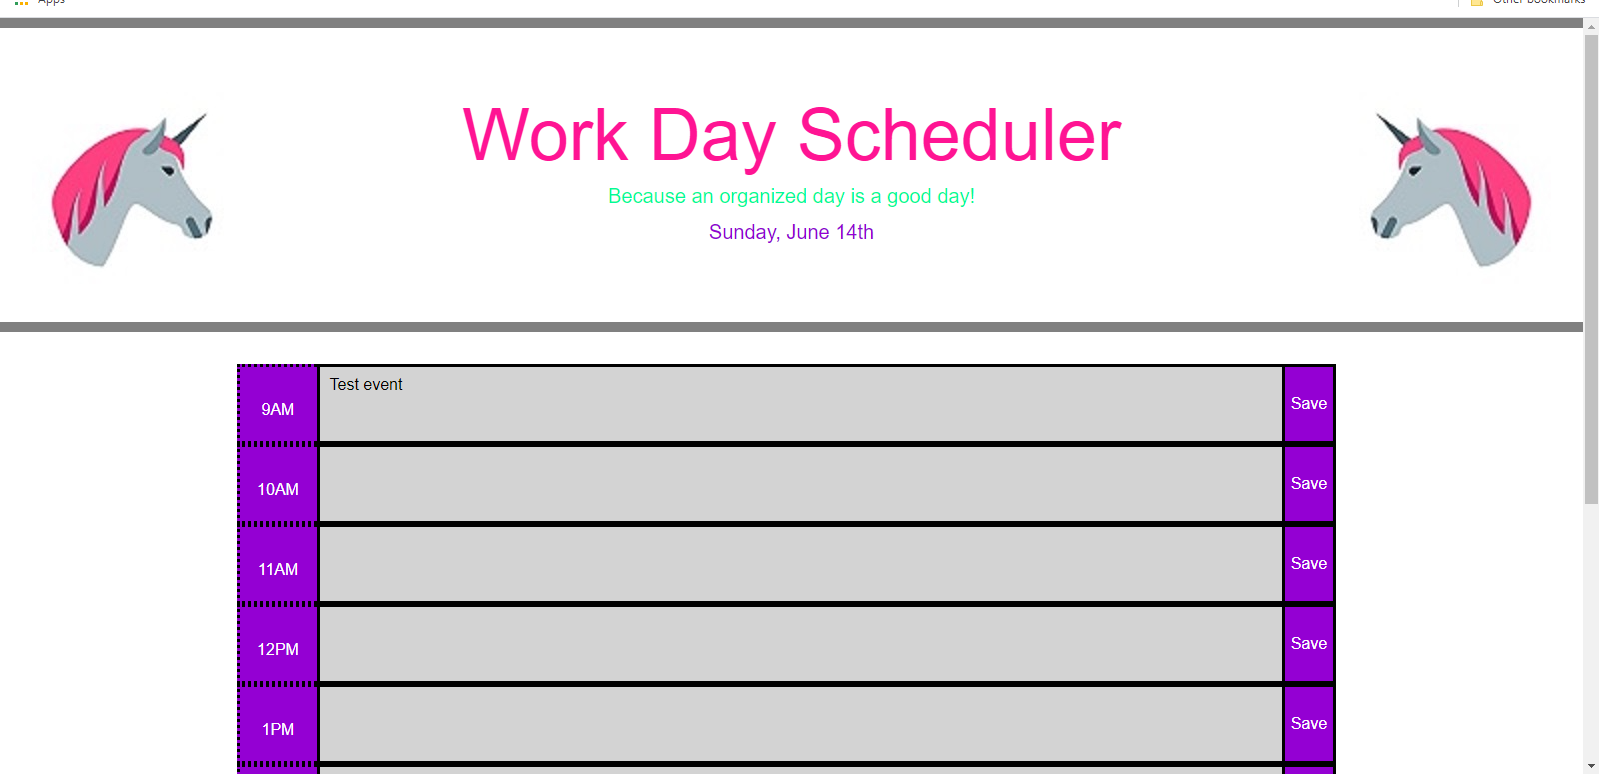 Apps
Other bookmarks
Work Day Scheduler
Because an organized day is a good day!
Sunday, June 14th
9AM
Test event
Save
10AM
Save
11AM
Save
12PM
Save
1PM
Save